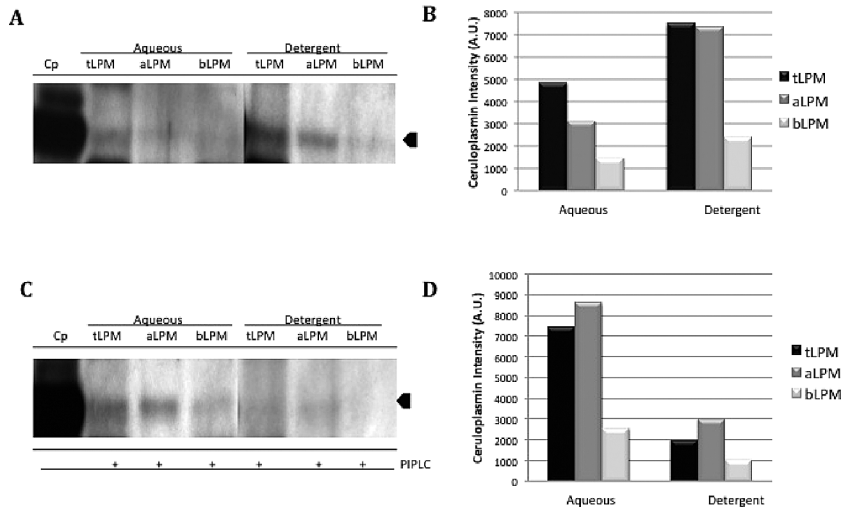 A
Aqueous Detergent
Cp tLPM aLPM bLPM tLPM aLPM bLPM
B
Ceruloplasmin Intensity (A.U.)
8000
7000
6000
5000
4000
3000
2000
1000
0
Aqueous Detergent
tLPM
aLPM
bLPM
C
Aqueous Detergent
Cp tLPM aLPM bLPM tLPM aLPM bLPM
+ + + + + + PIPLC
D
Ceruloplasmin Intensity (A.U.)
10000
9000
8000
7000
6000
5000
4000
3000
2000
1000
0
Aqueous Detergent
tLPM
aLPM
bLPM